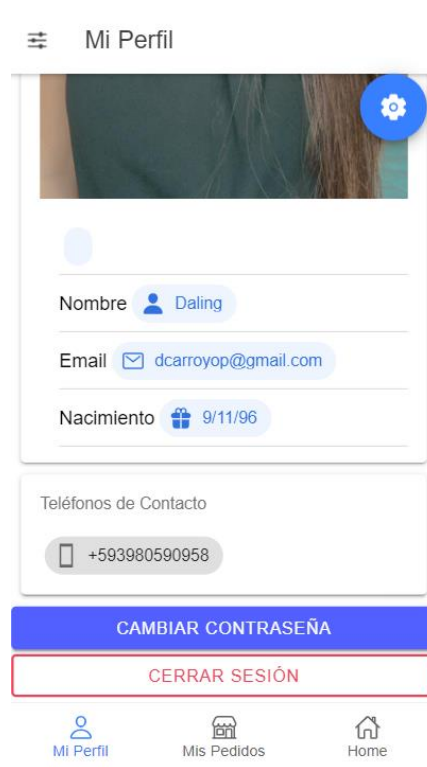 Mi Perfil
Nombre Daling
Email dcarroyop@gmail.com
Nacimiento 9/11/96
Teléfonos de Contacto
+593980590958
CAMBIAR CONTRASEÑA
CERRAR SESIÓN
Mi Perfil Mis Pedidos Home